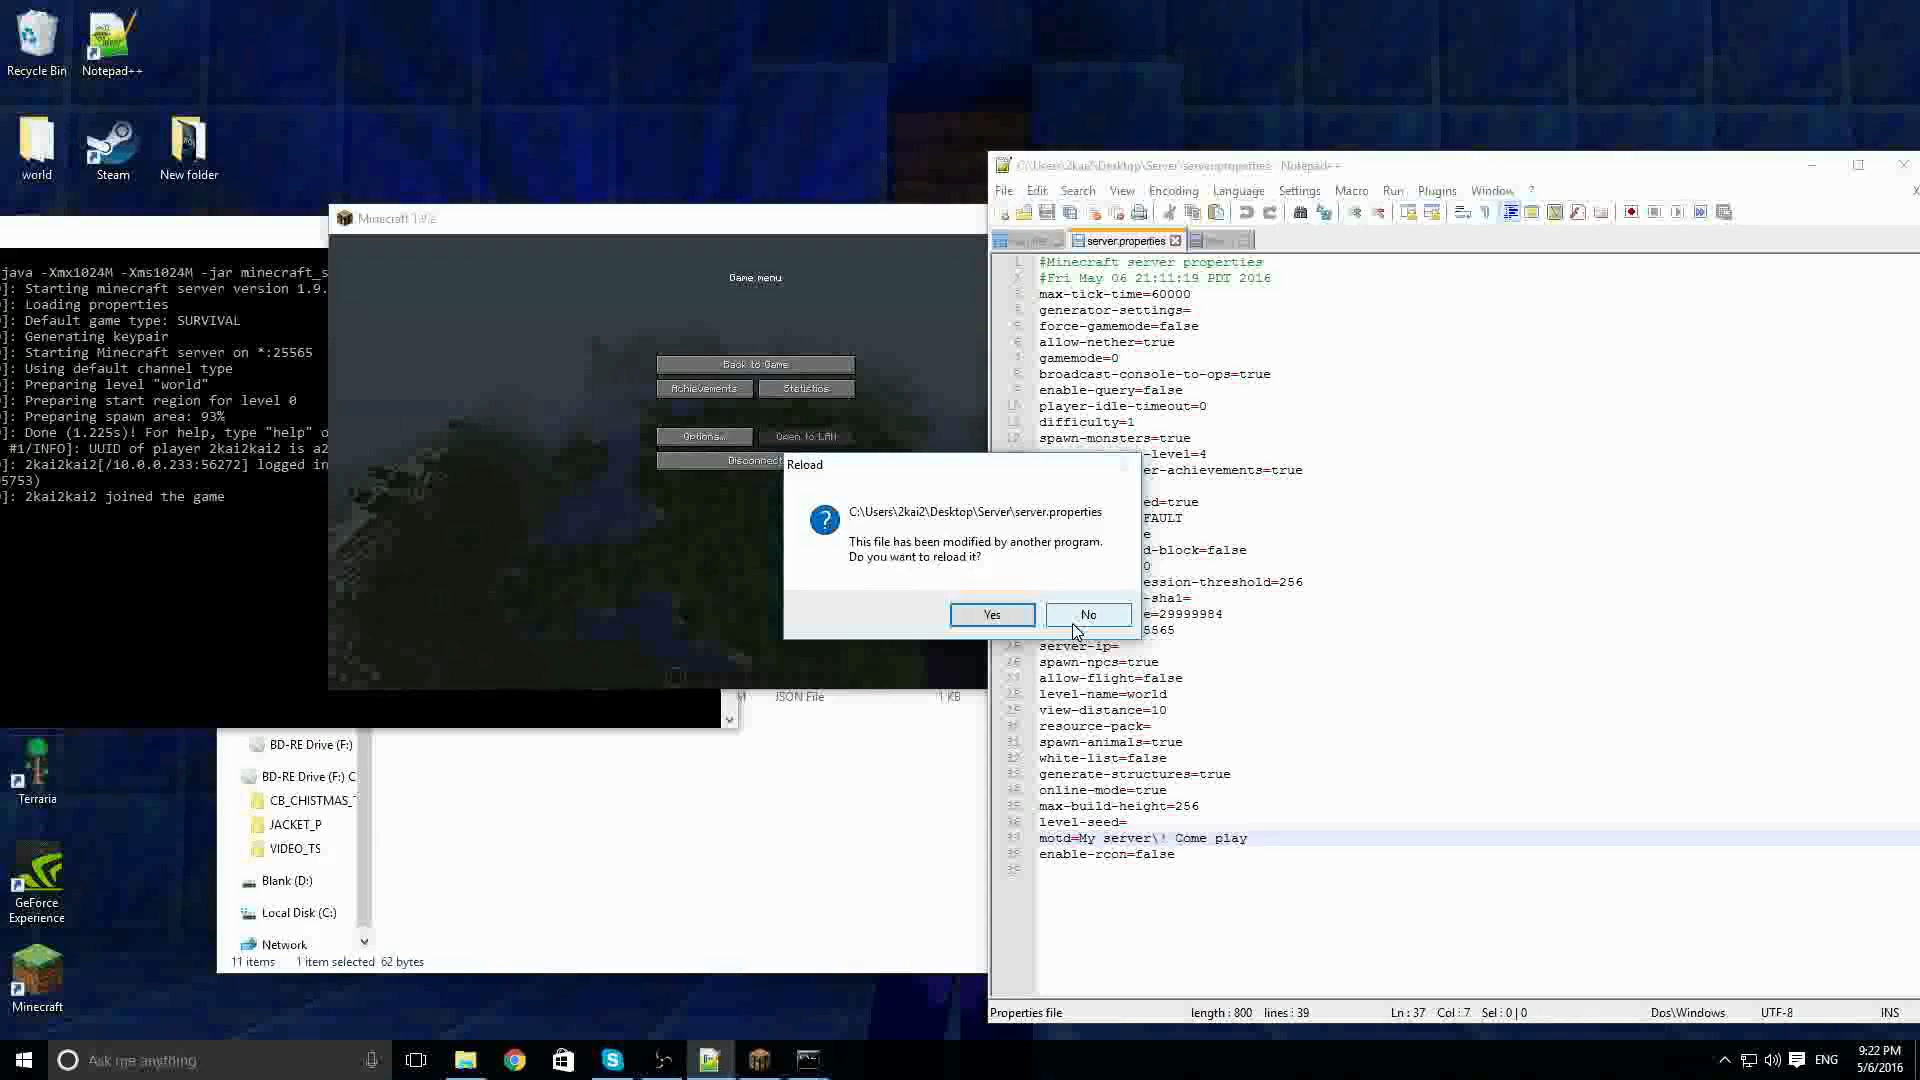 Recycle Bin
Notepad++
world
Steam
New folder
java -Xmx1024M -Xms1024M -jar minecraft_s
]: Starting minecraft server version 1.9.
]: Loading properties
]: Default game type: SURVIVAL
]: Generating keypair
]: Starting Minecraft server on *:25565
]: Using default channel type
]: Preparing level "world"
]: Preparing start region for level 0
]: Preparing spawn area: 93%
]: Done (1.225s)! For help, type "help" o
#1/INFO]: UUID of player 2kai2kai2 is a2
]: 2kai2kai2[/10.0.0.233:56272] logged in
5753)
]: 2kai2kai2 joined the game
Minecraft 1.9.2
Game menu
Back to Game
Achievements
Statistics
Options...
Open to LAN
Disconnect
Reload
C:\Users\2kai2\Desktop\Server\server.properties
This file has been modified by another program.
Do you want to reload it?
Yes
No
C:\Users\2kai2\Desktop\Server\server.properties - Notepad++
File Edit Search View Encoding Language Settings Macro Run Plugins Window ?
X
server.properties
#Minecraft server properties
#Fri May 06 21:11:19 PDT 2016
max-tick-time=60000
generator-settings=
force-gamemode=false
allow-nether=true
gamemode=0
broadcast-console-to-ops=true
enable-query=false
player-idle-timeout=0
difficulty=1
spawn-monsters=true
-level=4
er-achievements=true
ed=true
FAULT
e
d-block=false
0
ession-threshold=256
-sha1=
e=29999984
5565
server-ip=
spawn-npcs=true
allow-flight=false
level-name=world
view-distance=10
resource-pack=
spawn-animals=true
white-list=false
generate-structures=true
online-mode=true
max-build-height=256
level-seed=
motd=My server\! Come play
enable-rcon=false
Properties file
length : 800 lines : 39
Ln : 37 Col : 7 Sel : 0 | 0
Dos\Windows
UTF-8
INS
JSON File
1 KB
BD-RE Drive (F:)
BD-RE Drive (F:) C
CB_CHISTMAS_
JACKET_P
VIDEO_TS
Blank (D:)
Local Disk (C:)
Network
11 items 1 item selected 62 bytes
Terraria
GeForce
Experience
Minecraft
Ask me anything
ENG
9:22 PM
5/6/2016